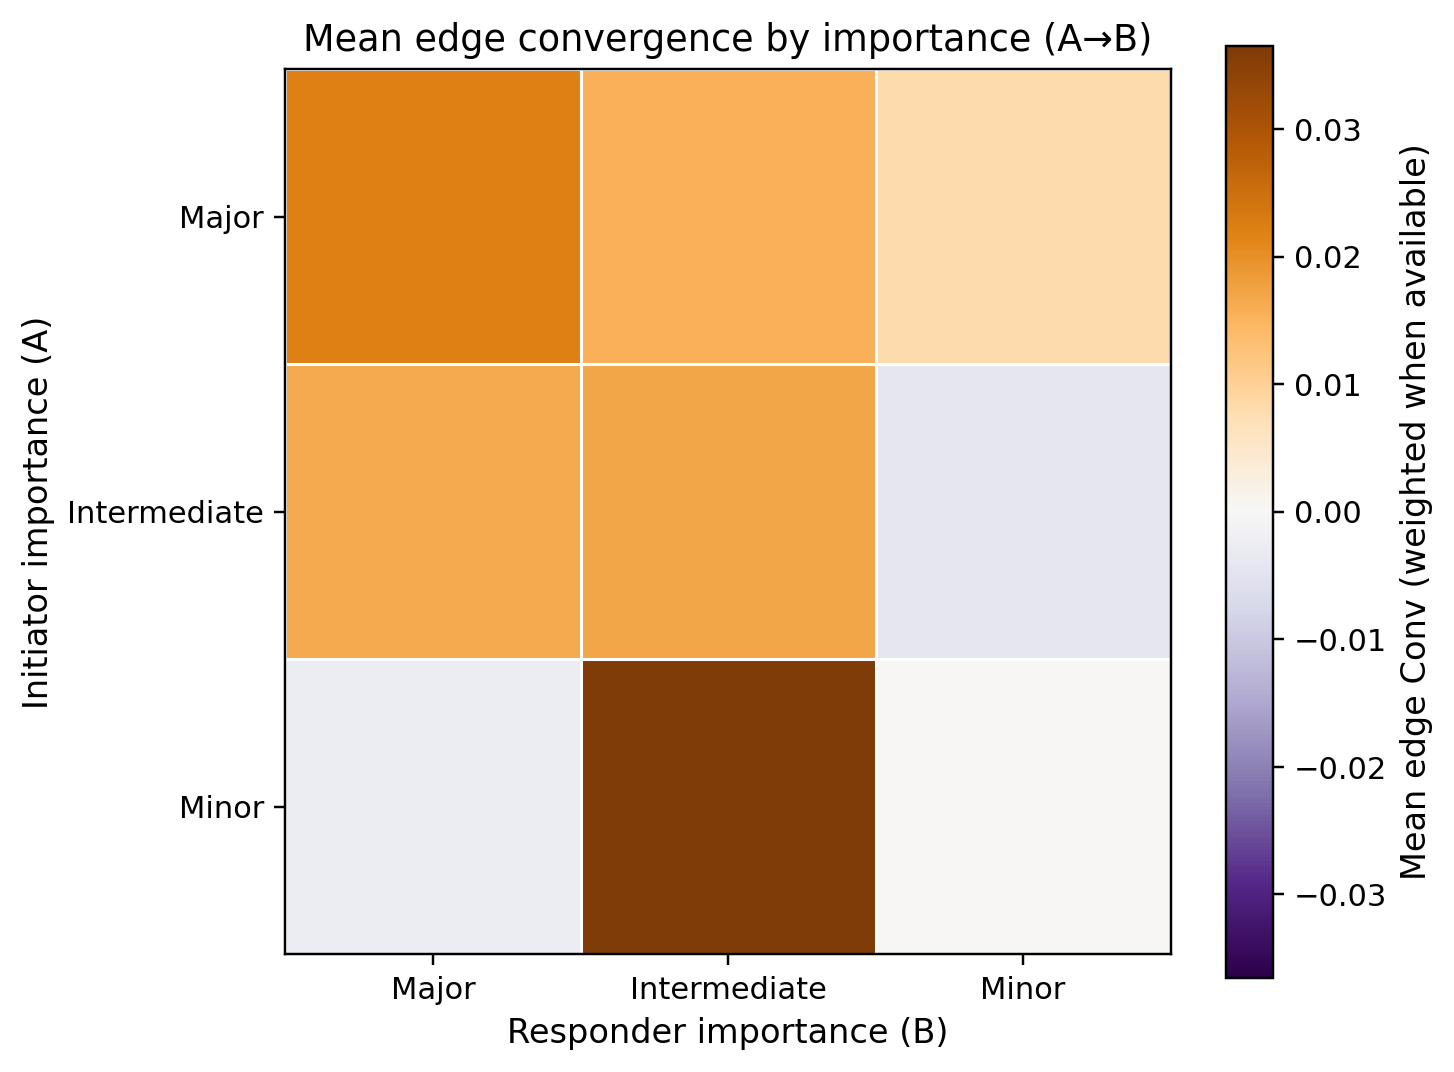 Mean edge convergence by importance (A→B)
Initiator importance (A)
Major
Intermediate
Minor
Major
Intermediate
Minor
Responder importance (B)
0.03
0.02
0.01
0.00
−0.01
−0.02
−0.03
Mean edge Conv (weighted when available)